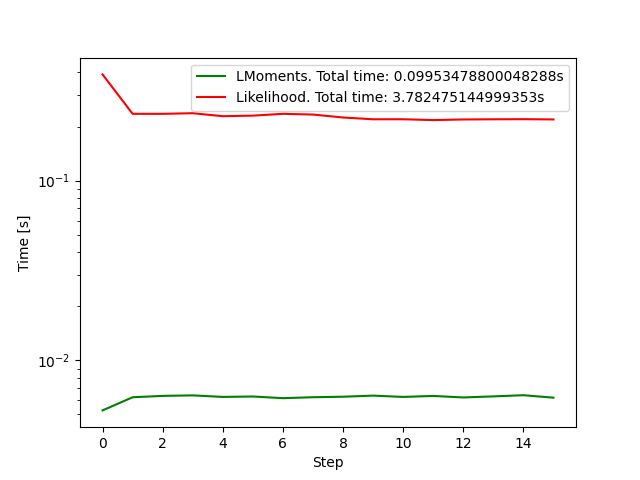 LMoments. Total time: 0.09953478800048288s
Likelihood. Total time: 3.782475144999353s
10⁻¹
10⁻²
Time [s]
0 2 4 6 8 10 12 14
Step